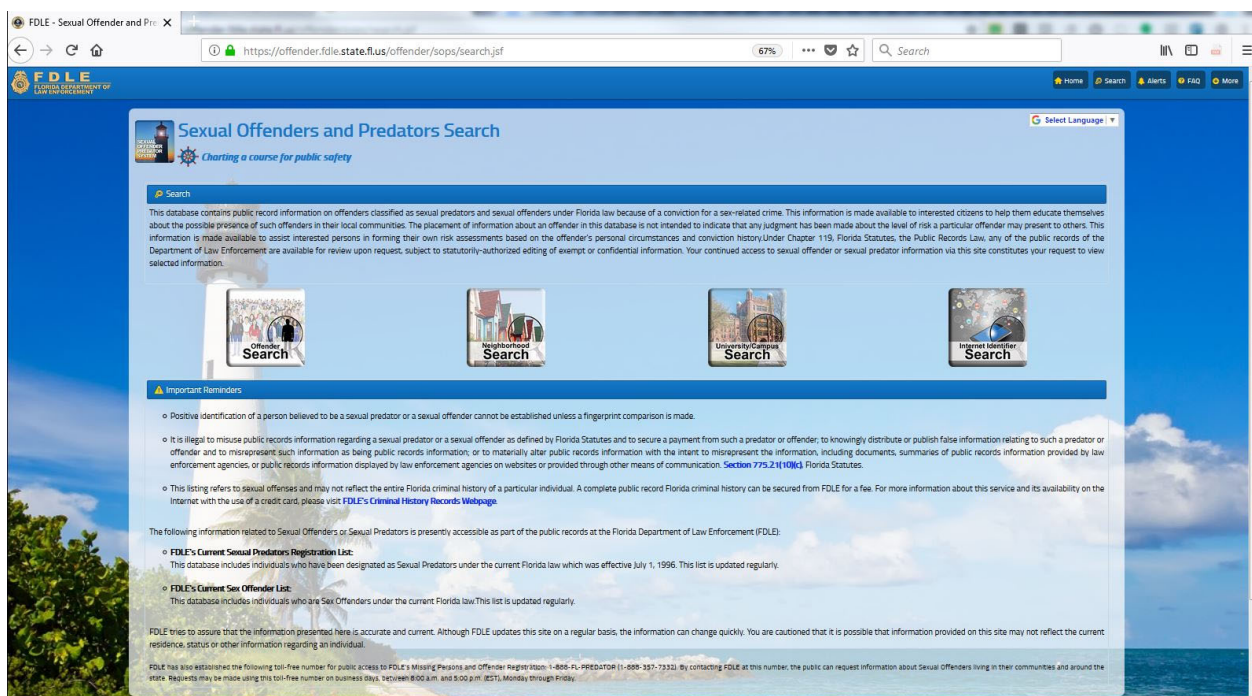 FDLE - Sexual Offender and Pre
https://offender.fdle.state.fl.us/offender/sops/search.jsf
67%
Search
FDLE
FLORIDA DEPARTMENT OF
LAW ENFORCEMENT
Home Search Alerts FAQ More
Select Language
SEXUAL
OFFENDER
PREDATOR
SYSTEM
Sexual Offenders and Predators Search
Charting a course for public safety
Search
This database contains public record information on offenders classified as sexual predators and sexual offenders under Florida law because of a conviction for a sex-related crime. This information is made available to interested citizens to help them educate themselves
about the possible presence of such offenders in their local communities. The placement of information about an offender in this database is not intended to indicate that any judgment has been made about the level of risk a particular offender may present to others. This
information is made available to assist interested persons in forming their own risk assessments based on the offender's personal circumstances and conviction history.Under Chapter 119, Florida Statutes, the Public Records Law, any of the public records of the
Department of Law Enforcement are available for review upon request, subject to statutorily-authorized editing of exempt or confidential information. Your continued access to sexual offender or sexual predator information via this site constitutes your request to view
selected information.
Offender
Search
Neighborhood
Search
University/Campus
Search
Internet Identifier
Search
Important Reminders
Positive identification of a person believed to be a sexual predator or a sexual offender cannot be established unless a fingerprint comparison is made.
It is illegal to misuse public records information regarding a sexual predator or a sexual offender as defined by Florida Statutes and to secure a payment from such a predator or offender; to knowingly distribute or publish false information relating to such a predator or
offender and to misrepresent such information as being public records information; or to materially alter public records information with the intent to misrepresent the information, including documents, summaries of public records information provided by law
enforcement agencies, or public records information displayed by law enforcement agencies on websites or provided through other means of communication. Section 775.21(10)(c), Florida Statutes.
This listing refers to sexual offenses and may not reflect the entire Florida criminal history of a particular individual. A complete public record Florida criminal history can be secured from FDLE for a fee. For more information about this service and its availability on the
Internet with the use of a credit card, please visit FDLE's Criminal History Records Webpage.
The following information related to Sexual Offenders or Sexual Predators is presently accessible as part of the public records at the Florida Department of Law Enforcement (FDLE):
FDLE's Current Sexual Predators Registration List:
This database includes individuals who have been designated as Sexual Predators under the current Florida law which was effective July 1, 1996. This list is updated regularly.
FDLE's Current Sex Offender List:
This database includes individuals who are Sex Offenders under the current Florida law.This list is updated regularly.
FDLE tries to assure that the information presented here is accurate and current. Although FDLE updates this site on a regular basis, the information can change quickly. You are cautioned that it is possible that information provided on this site may not reflect the current
residence, status or other information regarding an individual.
FDLE has also established the following toll-free number for public access to FDLE's Missing Persons and Offender Registration: 1-888-FL-PREDATOR (1-888-357-7332). By contacting FDLE at this number, the public can request information about Sexual Offenders living in their communities and around the
state. Requests may be made using this toll-free number on business days, between 8:00 a.m. and 5:00 p.m. (EST), Monday through Friday.